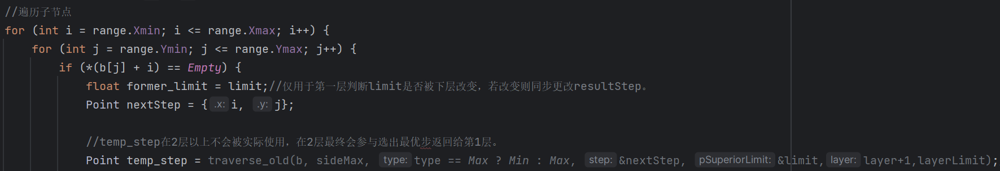 //遍历子节点
for (int i = range.Xmin; i <= range.Xmax; i++) {
for (int j = range.Ymin; j <= range.Ymax; j++) {
if (*(b[j] + i) == Empty) {
float former_limit = limit;//仅用于第一层判断limit是否被下层改变，若改变则同步更改resultStep。
Point nextStep = {.x:i, .y:j};
//temp_step在2层以上不会被实际使用，在2层最终会参与选出最优步返回给第1层。
Point temp_step = traverse_old(b, sideMax, type:type == Max ? Min : Max, step:&nextStep, pSuperiorLimit:&limit,layer:layer+1,layerLimit);